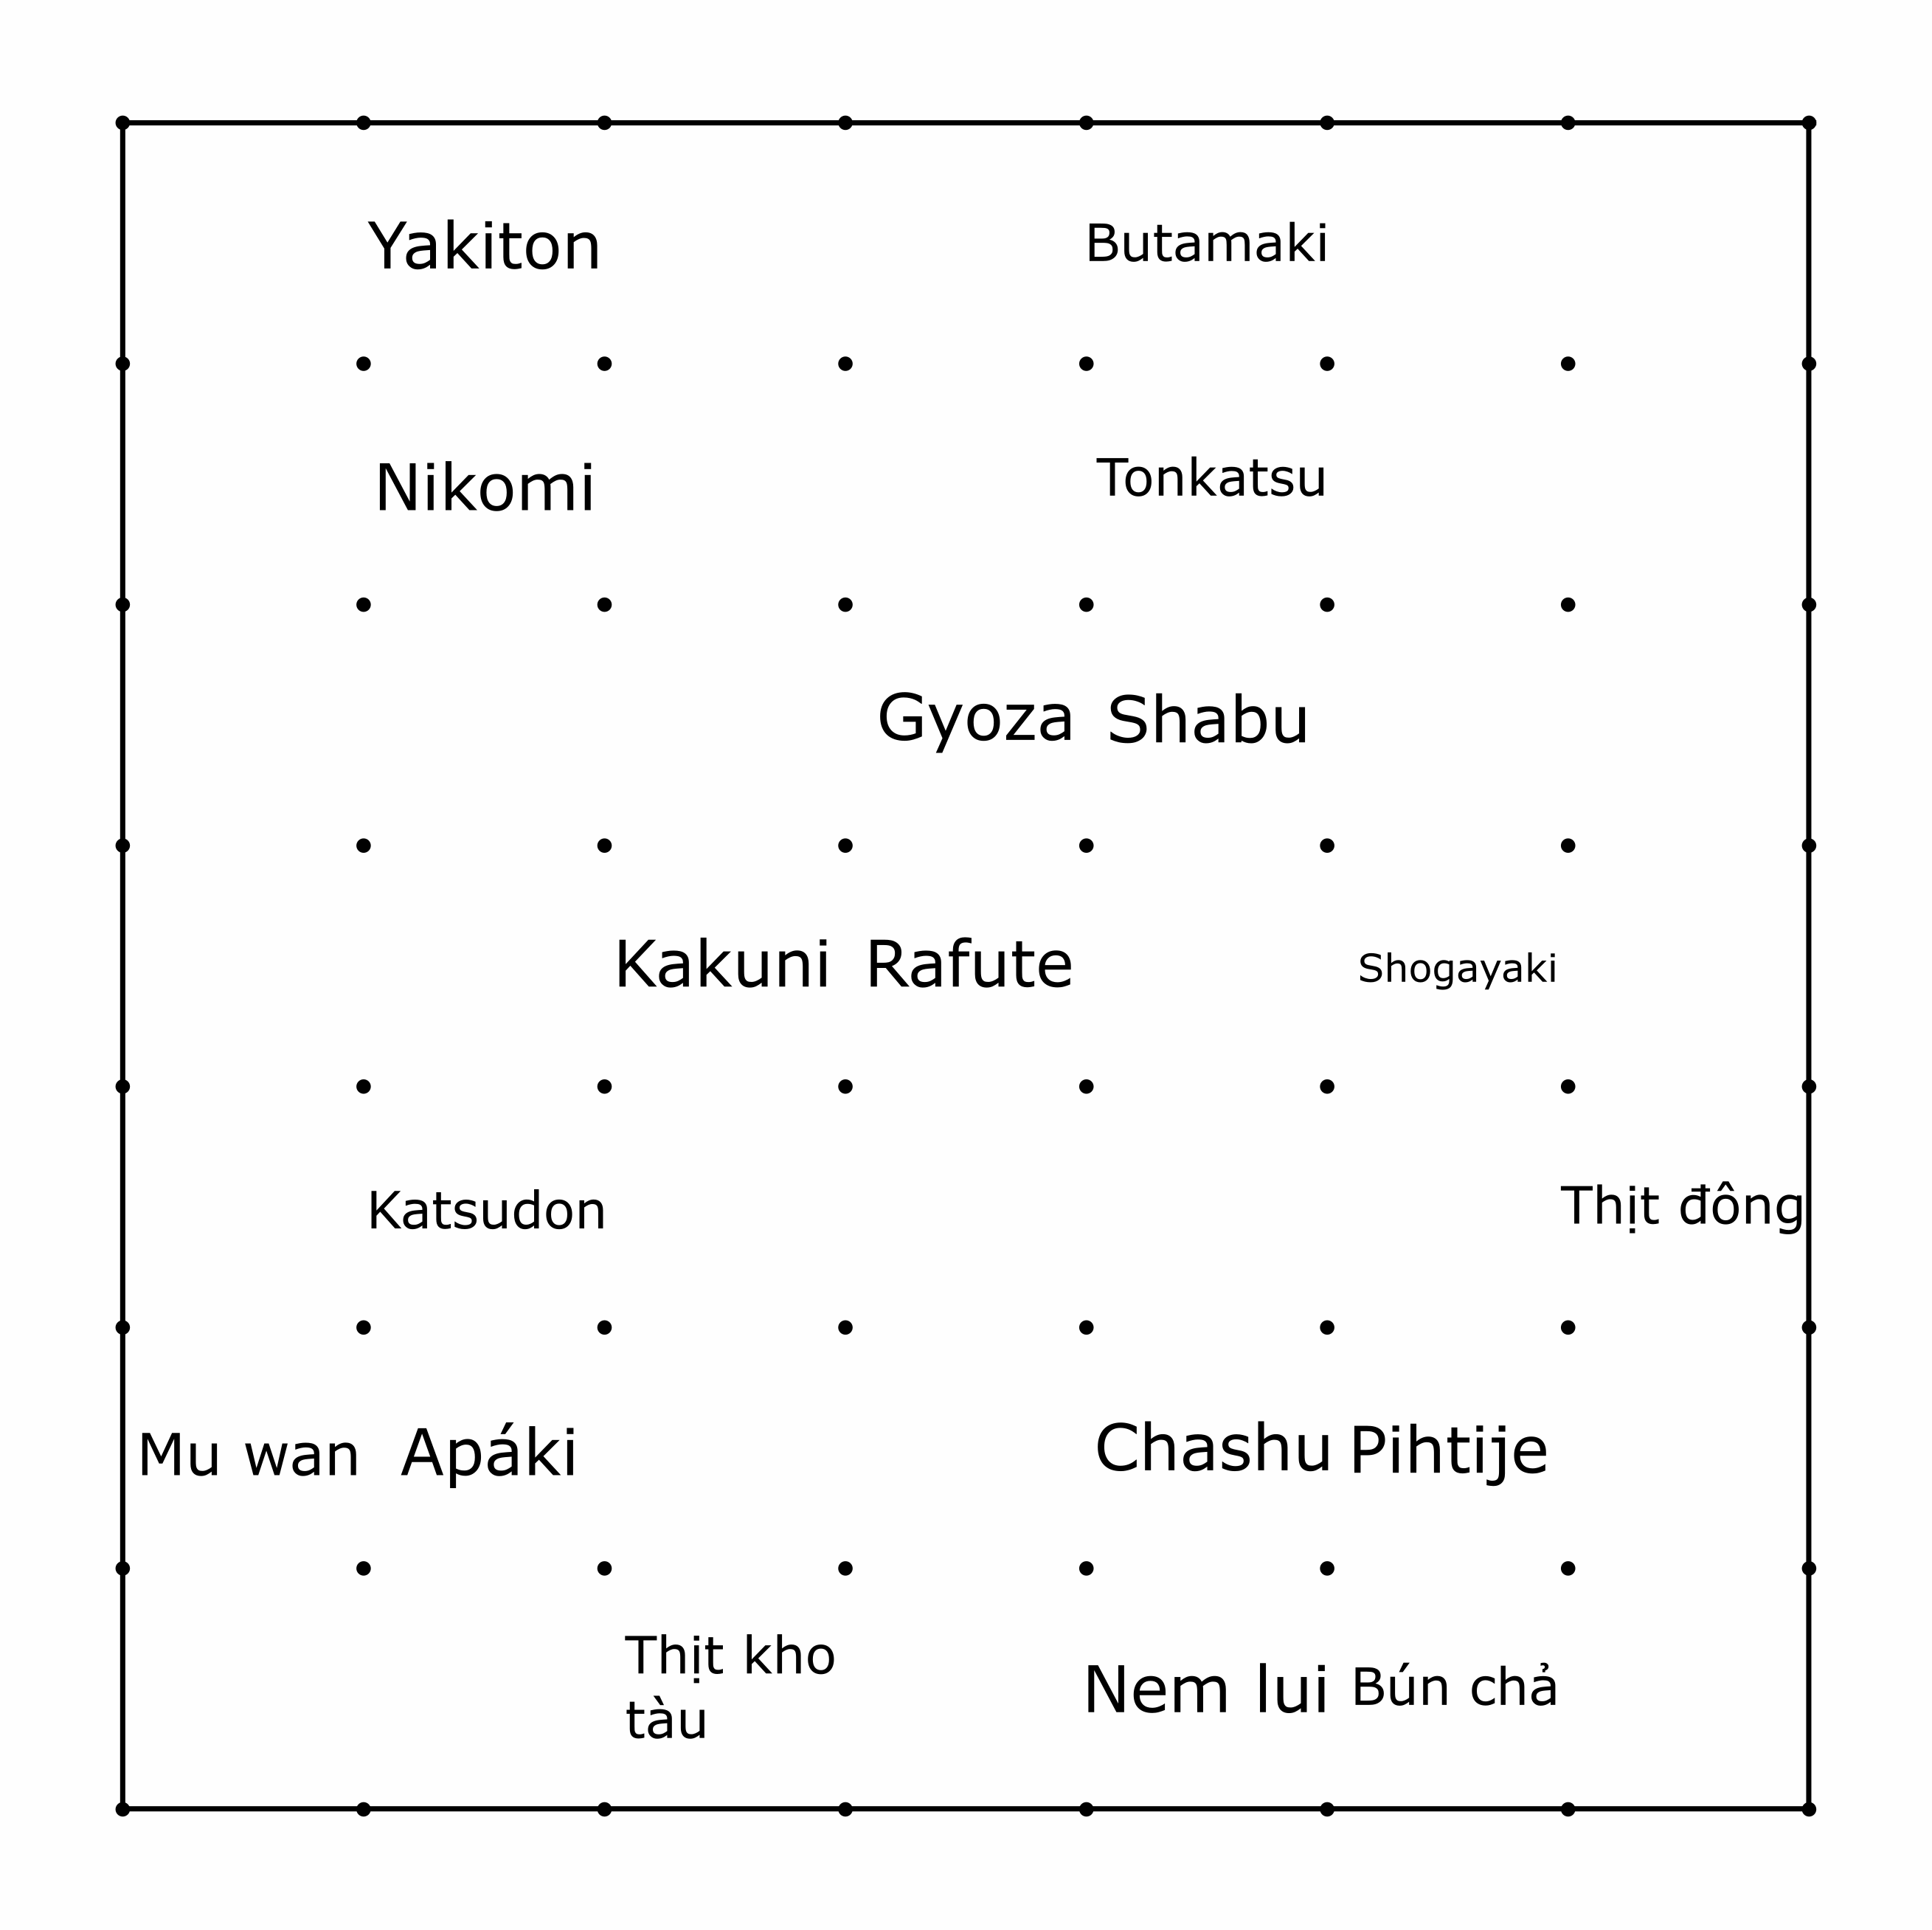 Yakiton
Butamaki
Nikomi
Tonkatsu
Gyoza
Shabu
Kakuni
Rafute
Shogayaki
Katsudon
Thịt đông
Mu wan
Apáki
Chashu
Pihtije
Thịt kho
tàu
Nem lui
Bún chả